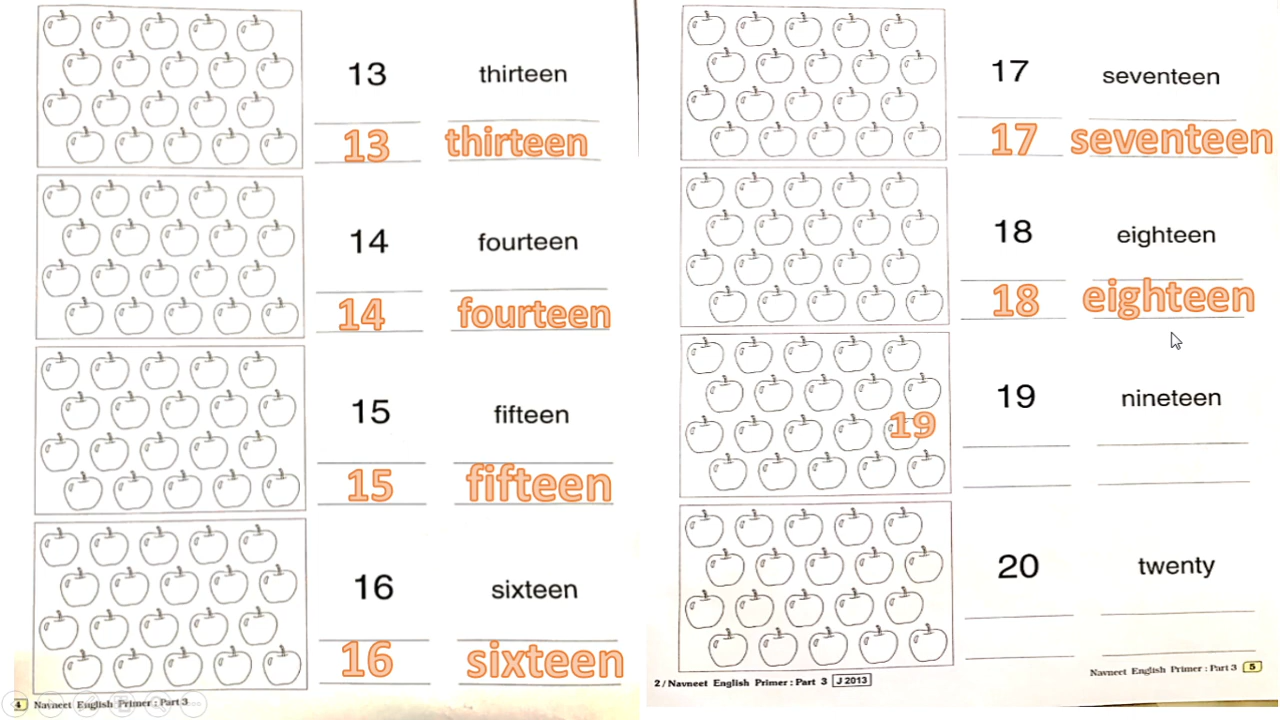 13 thirteen
13 thirteen
14 fourteen
14 fourteen
15 fifteen
15 fifteen
16 sixteen
16 sixteen
4 Navneet English Primer : Part 3
17 seventeen
17 seventeen
18 eighteen
18 eighteen
19 nineteen
19
20 twenty
2 / Navneet English Primer : Part 3 J 2013
Navneet English Primer : Part 3 5